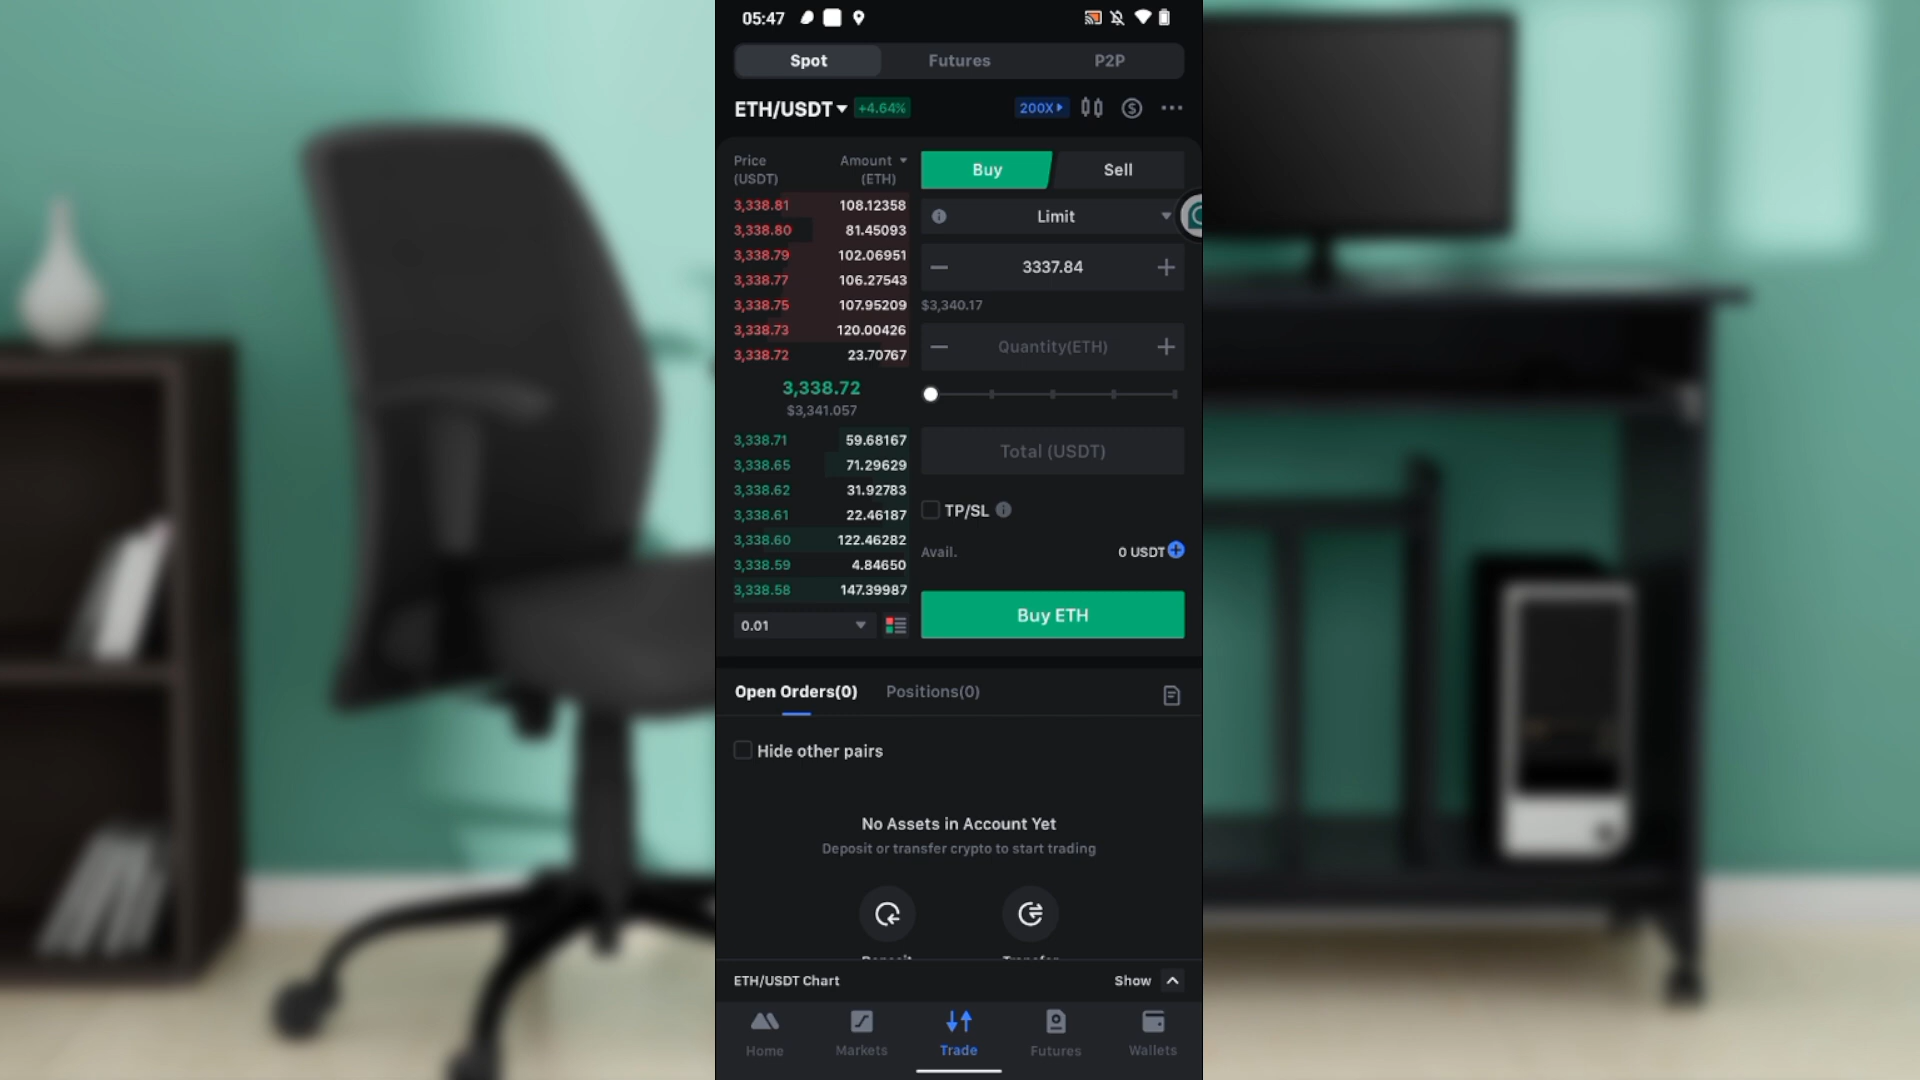 05:47
Spot Futures P2P
ETH/USDT +4.64% 200X
Price Amount
(USDT) (ETH)
3,338.81 108.12358
3,338.80 81.45093
3,338.79 102.06951
3,338.77 106.27543
3,338.75 107.95209
3,338.73 120.00426
3,338.72 23.70767
3,338.72
$3,341.057
3,338.71 59.68167
3,338.65 71.29629
3,338.62 31.92783
3,338.61 22.46187
3,338.60 122.46282
3,338.59 4.84650
3,338.58 147.39987
0.01
Buy Sell
Limit
3337.84
$3,340.17
Quantity(ETH)
Total (USDT)
TP/SL
Avail. 0 USDT
Buy ETH
Open Orders(0) Positions(0)
Hide other pairs
No Assets in Account Yet
Deposit or transfer crypto to start trading
Deposit Transfer
ETH/USDT Chart Show
Home Markets Trade Futures Wallets